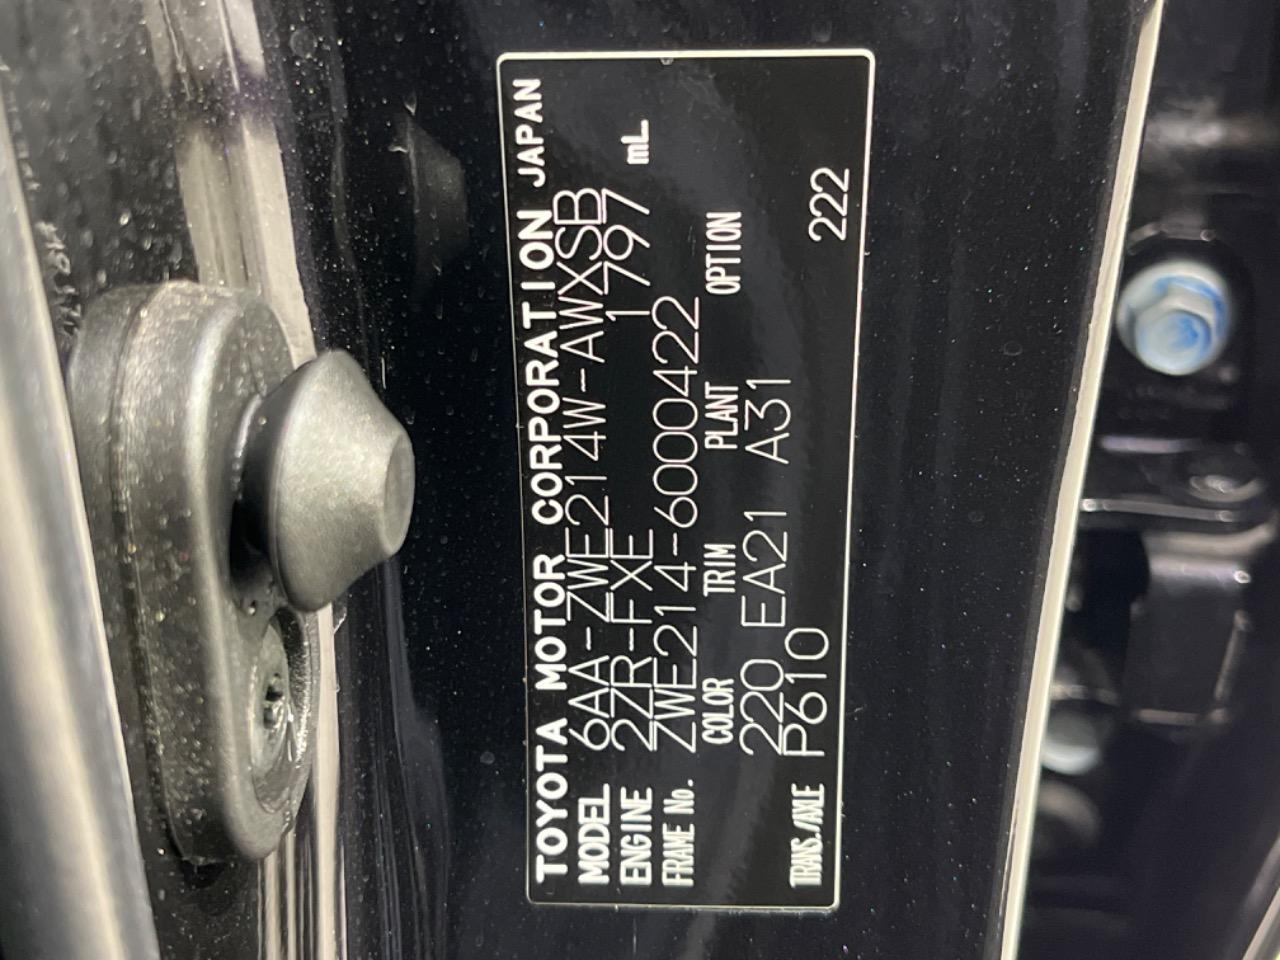 TOYOTA MOTOR CORPORATION JAPAN
MODEL 6AA-ZWE214W-AWXSB
ENGINE 2ZR-FXE 1797 mL
FRAME No. ZWE214-6000422
COLOR TRIM PLANT OPTION
220 EA21 A31
TRANS./AXLE P610 222